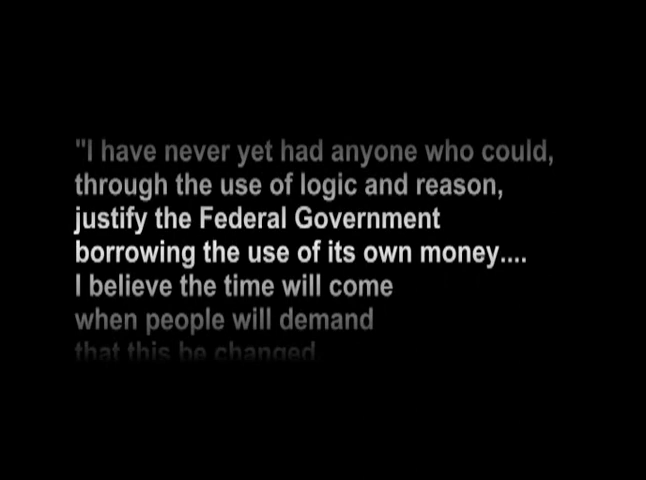 "I have never yet had anyone who could,
through the use of logic and reason,
justify the Federal Government
borrowing the use of its own money....
I believe the time will come
when people will demand
that this be changed